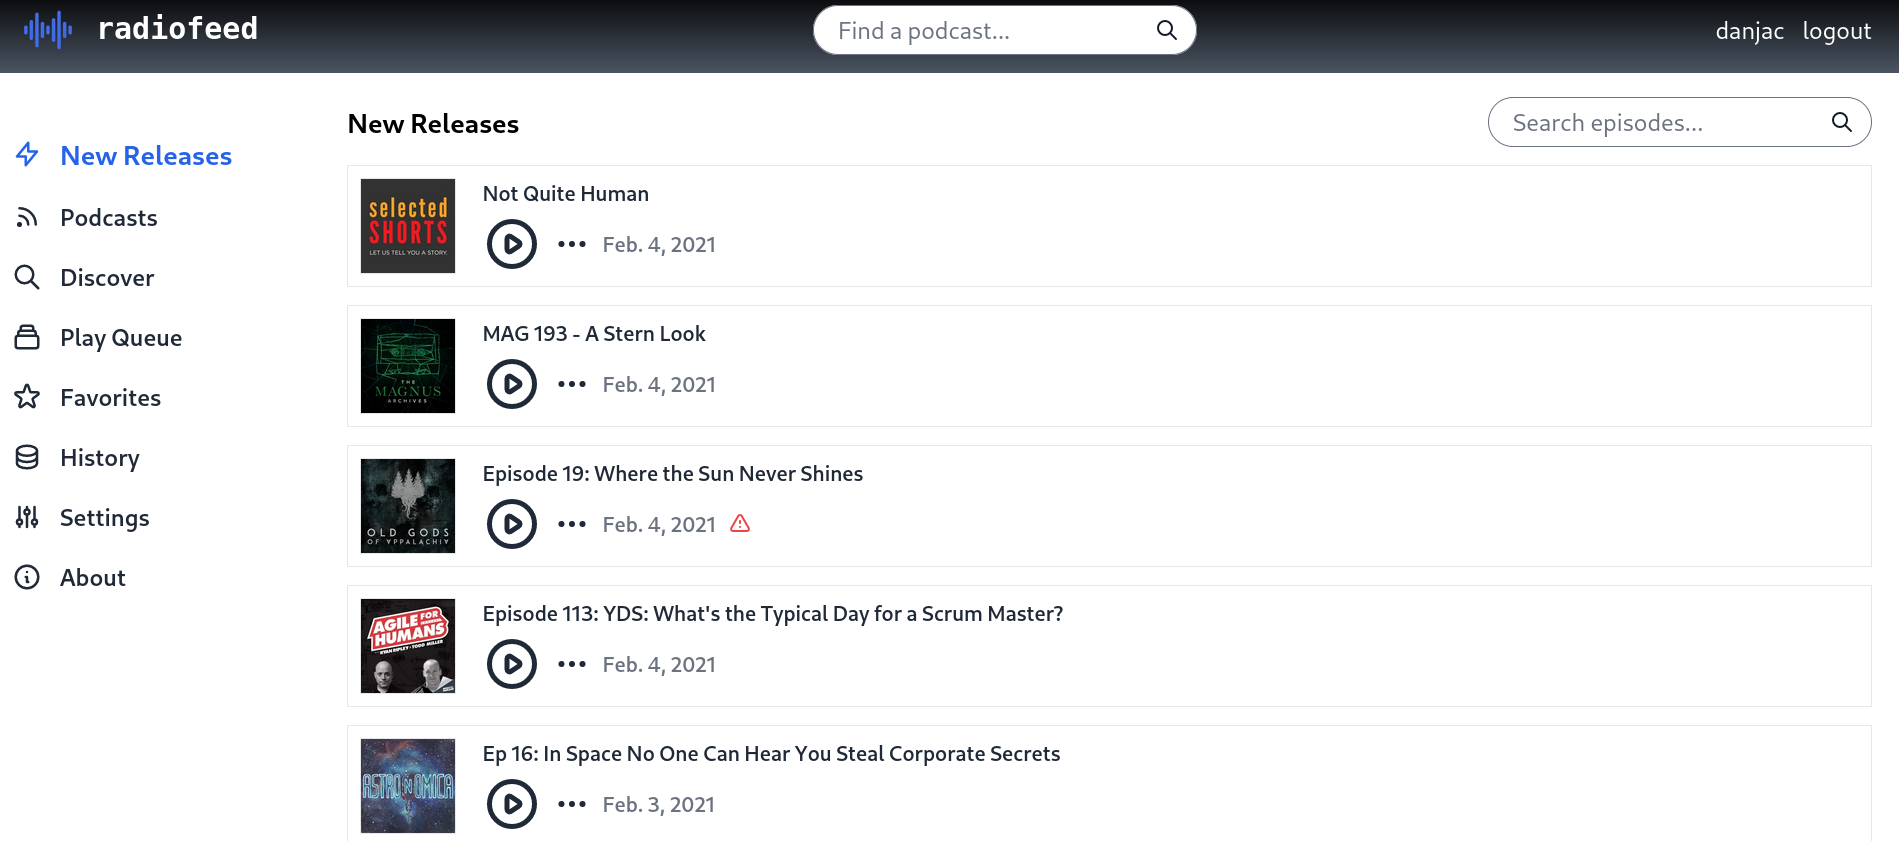 radiofeed
Find a podcast...
danjac logout
New Releases
Podcasts
Discover
Play Queue
Favorites
History
Settings
About
New Releases
Search episodes...
selected
SHORTS
LET US TELL YOU A STORY.
Not Quite Human
Feb. 4, 2021
THE
MAGNUS
ARCHIVES
MAG 193 - A Stern Look
Feb. 4, 2021
OLD GODS
OF APPALACHIA
Episode 19: Where the Sun Never Shines
Feb. 4, 2021
AGILE FOR
HUMANS
RYAN RIPLEY • TODD MILLER
Episode 113: YDS: What's the Typical Day for a Scrum Master?
Feb. 4, 2021
ASTRONOMICA
Ep 16: In Space No One Can Hear You Steal Corporate Secrets
Feb. 3, 2021